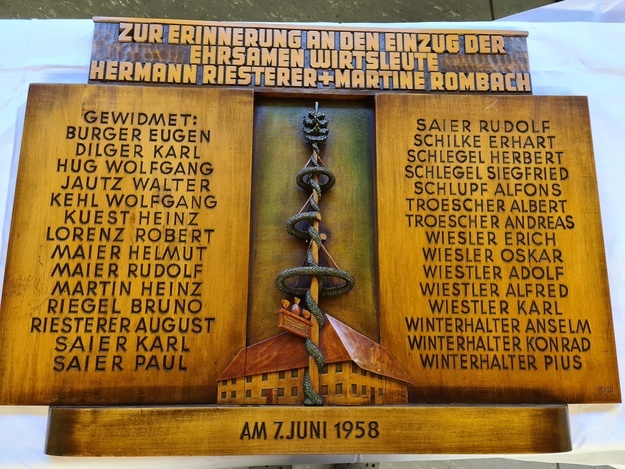 ZUR ERINNERUNG AN DEN EINZUG DER
EHRSAMEN WIRTSLEUTE
HERMANN RIESTERER + MARTINE ROMBACH
GEWIDMET:
BURGER EUGEN
DILGER KARL
HUG WOLFGANG
JAUTZ WALTER
KEHL WOLFGANG
KUEST HEINZ
LORENZ ROBERT
MAIER HELMUT
MAIER RUDOLF
MARTIN HEINZ
RIEGEL BRUNO
RIESTERER AUGUST
SAIER KARL
SAIER PAUL
SAIER RUDOLF
SCHILKE ERHART
SCHLEGEL HERBERT
SCHLEGEL SIEGFRIED
SCHLUPF ALFONS
TROESCHER ALBERT
TROESCHER ANDREAS
WIESLER ERICH
WIESLER OSKAR
WIESTLER ADOLF
WIESTLER ALFRED
WIESTLER KARL
WINTERHALTER ANSELM
WINTERHALTER KONRAD
WINTERHALTER PIUS
AM 7. JUNI 1958